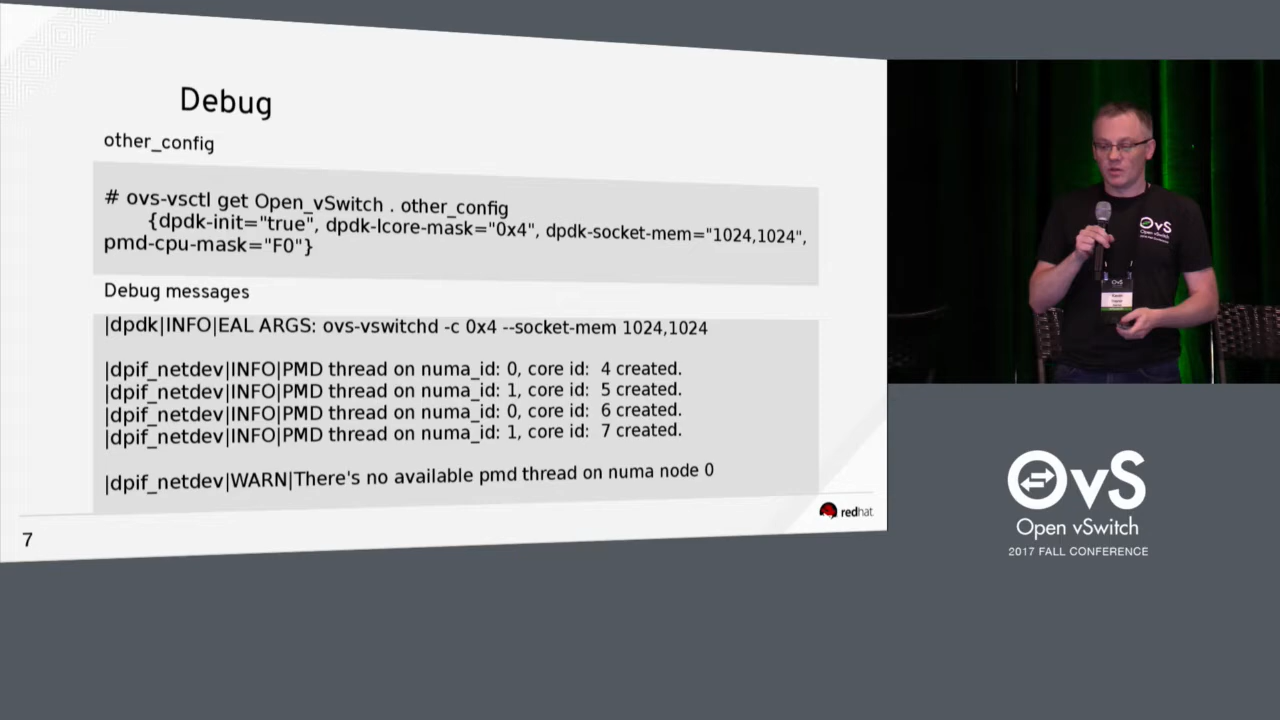 Debug
other_config
# ovs-vsctl get Open_vSwitch . other_config
{dpdk-init="true", dpdk-lcore-mask="0x4", dpdk-socket-mem="1024,1024",
pmd-cpu-mask="F0"}
Debug messages
|dpdk|INFO|EAL ARGS: ovs-vswitchd -c 0x4 --socket-mem 1024,1024
|dpif_netdev|INFO|PMD thread on numa_id: 0, core id:  4 created.
|dpif_netdev|INFO|PMD thread on numa_id: 1, core id:  5 created.
|dpif_netdev|INFO|PMD thread on numa_id: 0, core id:  6 created.
|dpif_netdev|INFO|PMD thread on numa_id: 1, core id:  7 created.
|dpif_netdev|WARN|There's no available pmd thread on numa node 0
redhat
7
OvS
Open vSwitch
OvS
Open vSwitch
2017 FALL CONFERENCE